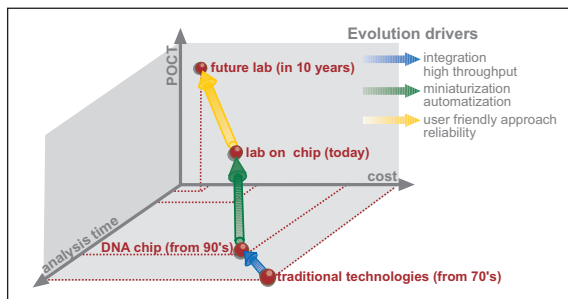 Evolution drivers
integration
high throughput
miniaturization
automatization
user friendly approach
reliability
POCT
future lab (in 10 years)
lab on chip (today)
cost
analysis time
DNA chip (from 90's)
traditional technologies (from 70's)